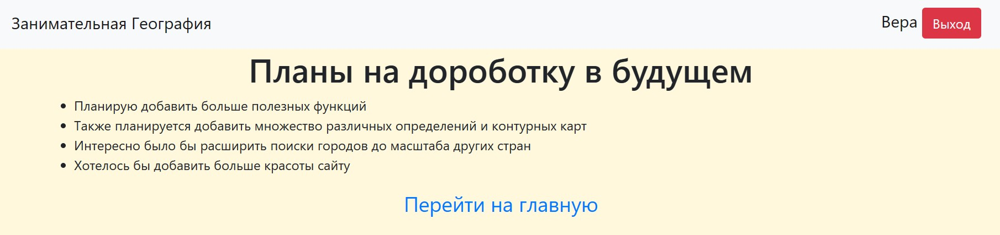 Занимательная География
Вера Выход
Планы на дороботку в будущем
Планирую добавить больше полезных функций
Также планируется добавить множество различных определений и контурных карт
Интересно было бы расширить поиски городов до масштаба других стран
Хотелось бы добавить больше красоты сайту
Перейти на главную